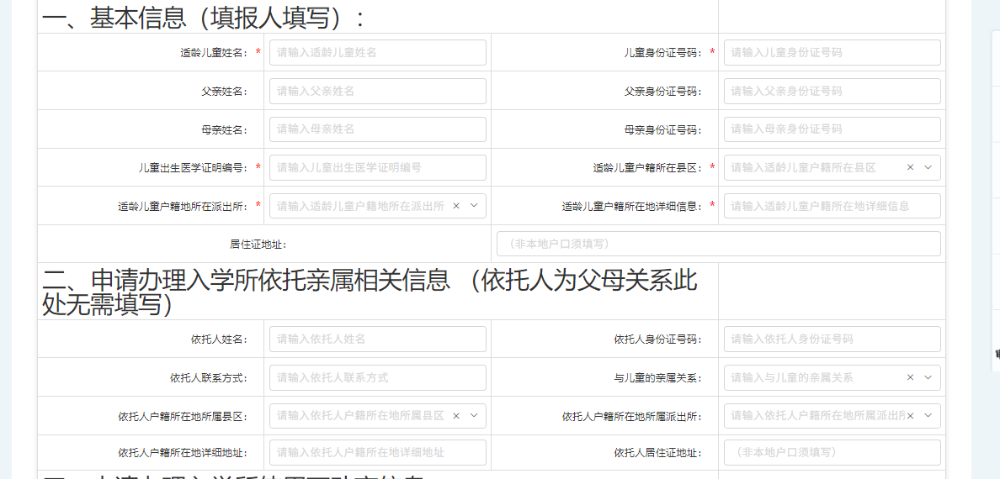 一、基本信息（填报人填写）：
适龄儿童姓名： * 请输入适龄儿童姓名 儿童身份证号码： * 请输入儿童身份证号码
父亲姓名： 请输入父亲姓名 父亲身份证号码： 请输入父亲身份证号码
母亲姓名： 请输入母亲姓名 母亲身份证号码： 请输入母亲身份证号码
儿童出生医学证明编号： * 请输入儿童出生医学证明编号 适龄儿童户籍所在县区： * 请输入适龄儿童户籍所在县区
适龄儿童户籍地所在派出所： * 请输入适龄儿童户籍地所在派出所 适龄儿童户籍所在地详细信息： * 请输入适龄儿童户籍所在地详细信息
居住证地址： （非本地户口须填写）
二、申请办理入学所依托亲属相关信息 （依托人为父母关系此
处无需填写）
依托人姓名： 请输入依托人姓名 依托人身份证号码： 请输入依托人身份证号码
依托人联系方式： 请输入依托人联系方式 与儿童的亲属关系： 请输入与儿童的亲属关系
依托人户籍所在地所属县区： 请输入依托人户籍所在地所属县区 依托人户籍所在地所属派出所： 请输入依托人户籍所在地所属派出所
依托人户籍所在地详细地址： 请输入依托人户籍所在地详细地址 依托人居住证地址： （非本地户口须填写）